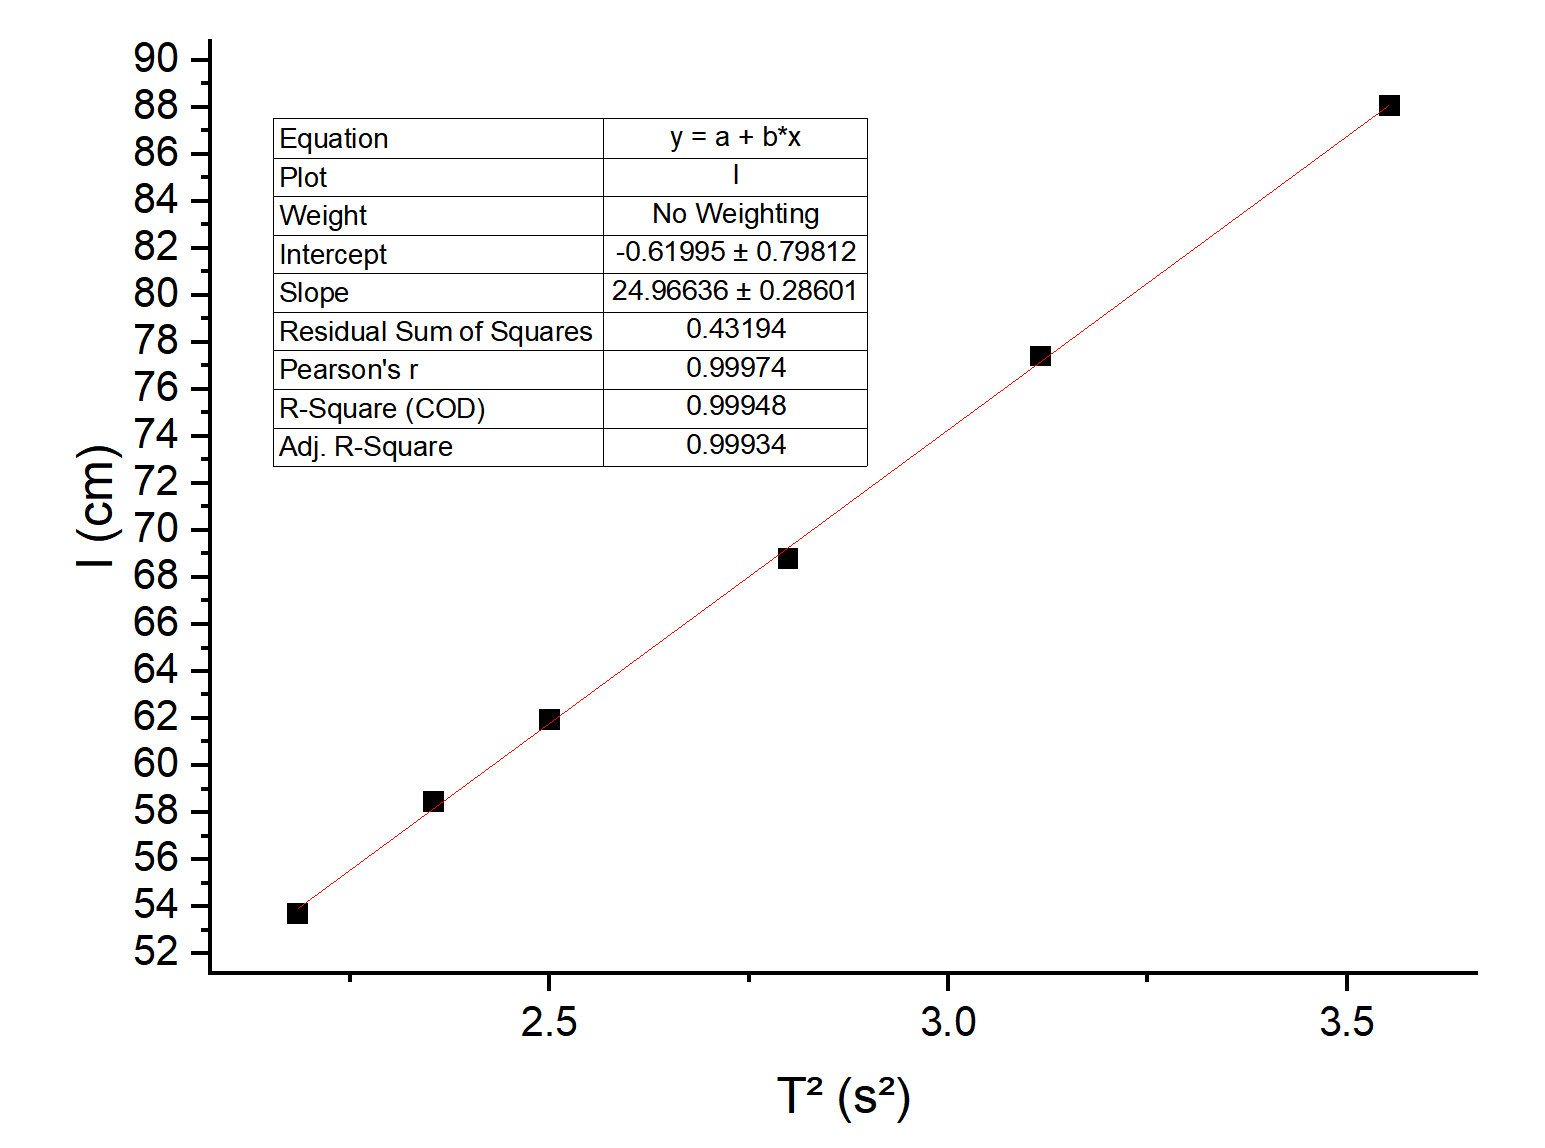 90
88
86
84
82
80
78
76
74
72
70
68
66
64
62
60
58
56
54
52
l (cm)
Equation y = a + b*x
Plot l
Weight No Weighting
Intercept -0.61995 ± 0.79812
Slope 24.96636 ± 0.28601
Residual Sum of Squares 0.43194
Pearson's r 0.99974
R-Square (COD) 0.99948
Adj. R-Square 0.99934
2.5 3.0 3.5
T² (s²)